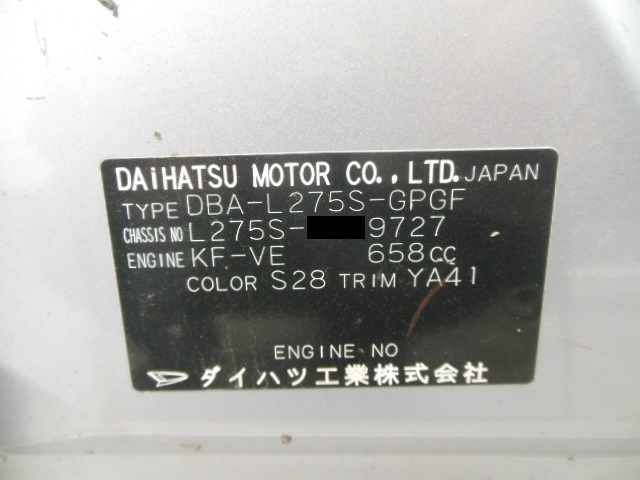 DAiHATSU MOTOR CO., LTD. JAPAN
TYPE DBA-L275S-GPGF
CHASSIS NO L275S- 9727
ENGINE KF-VE 658CC
COLOR S28 TRIM YA41
ENGINE NO
ダイハツ工業株式会社